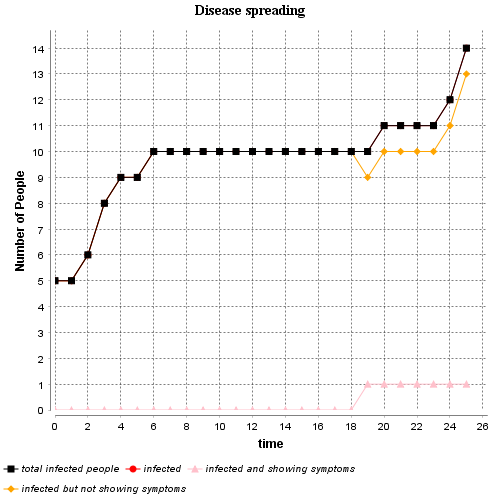 Disease spreading
Number of People
14
13
12
11
10
9
8
7
6
5
4
3
2
1
0
0 2 4 6 8 10 12 14 16 18 20 22 24 26
time
total infected people infected infected and showing symptoms
infected but not showing symptoms